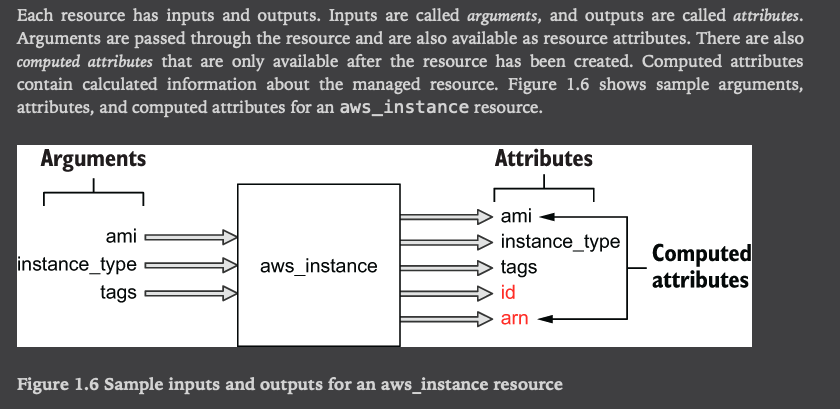 Each resource has inputs and outputs. Inputs are called arguments, and outputs are called attributes.
Arguments are passed through the resource and are also available as resource attributes. There are also
computed attributes that are only available after the resource has been created. Computed attributes
contain calculated information about the managed resource. Figure 1.6 shows sample arguments,
attributes, and computed attributes for an aws_instance resource.
Arguments
Attributes
ami
instance_type
tags
aws_instance
ami
instance_type
tags
id
arn
Computed
attributes
Figure 1.6 Sample inputs and outputs for an aws_instance resource